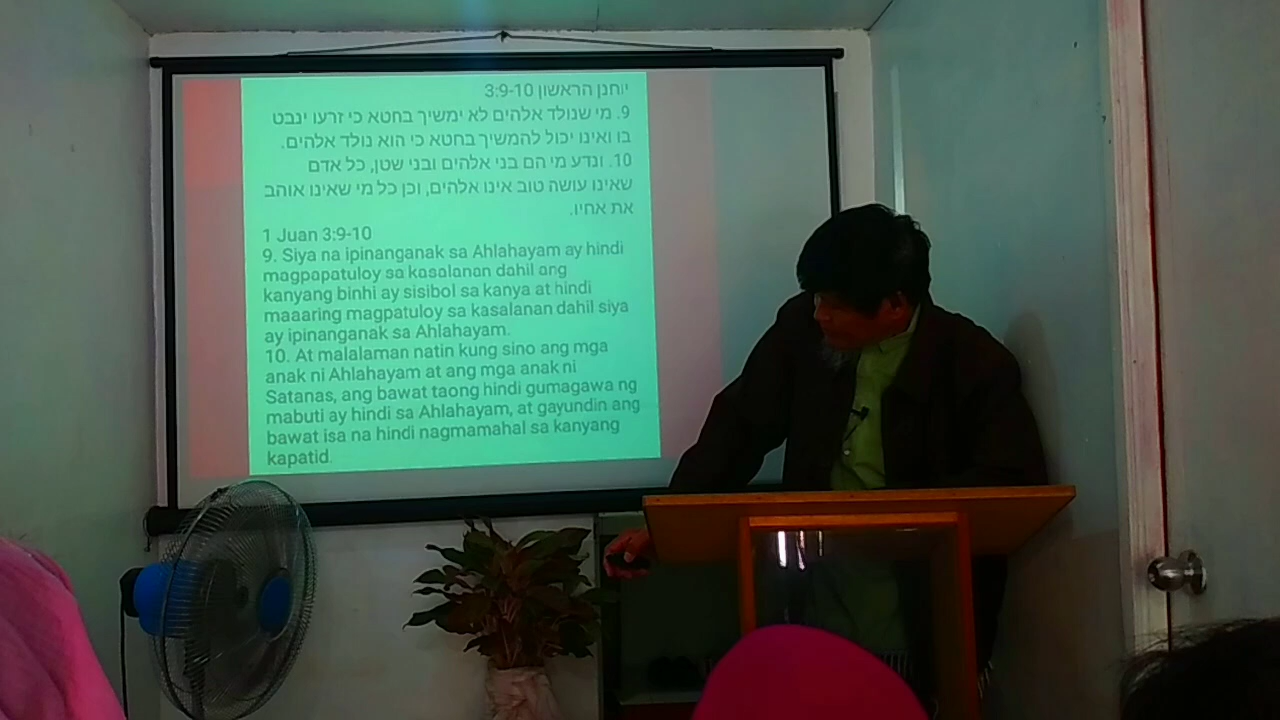 יוחנן הראשון 3:9-10
9. מי שנולד אלהים לא ימשיך בחטא כי זרעו ינבט
בו ואינו יכול להמשיך בחטא כי הוא נולד אלהים.
10. ונדע מי הם בני אלהים ובני שטן, כל אדם
שאינו עושה טוב אינו אלהים, וכן כל מי שאינו אוהב
את אחיו.
1 Juan 3:9-10
9. Siya na ipinanganak sa Ahlahayam ay hindi
magpapatuloy sa kasalanan dahil ang
kanyang binhi ay sisibol sa kanya at hindi
maaaring magpatuloy sa kasalanan dahil siya
ay ipinanganak sa Ahlahayam.
10. At malalaman natin kung sino ang mga
anak ni Ahlahayam at ang mga anak ni
Satanas, ang bawat taong hindi gumagawa ng
mabuti ay hindi sa Ahlahayam, at gayundin ang
bawat isa na hindi nagmamahal sa kanyang
kapatid.